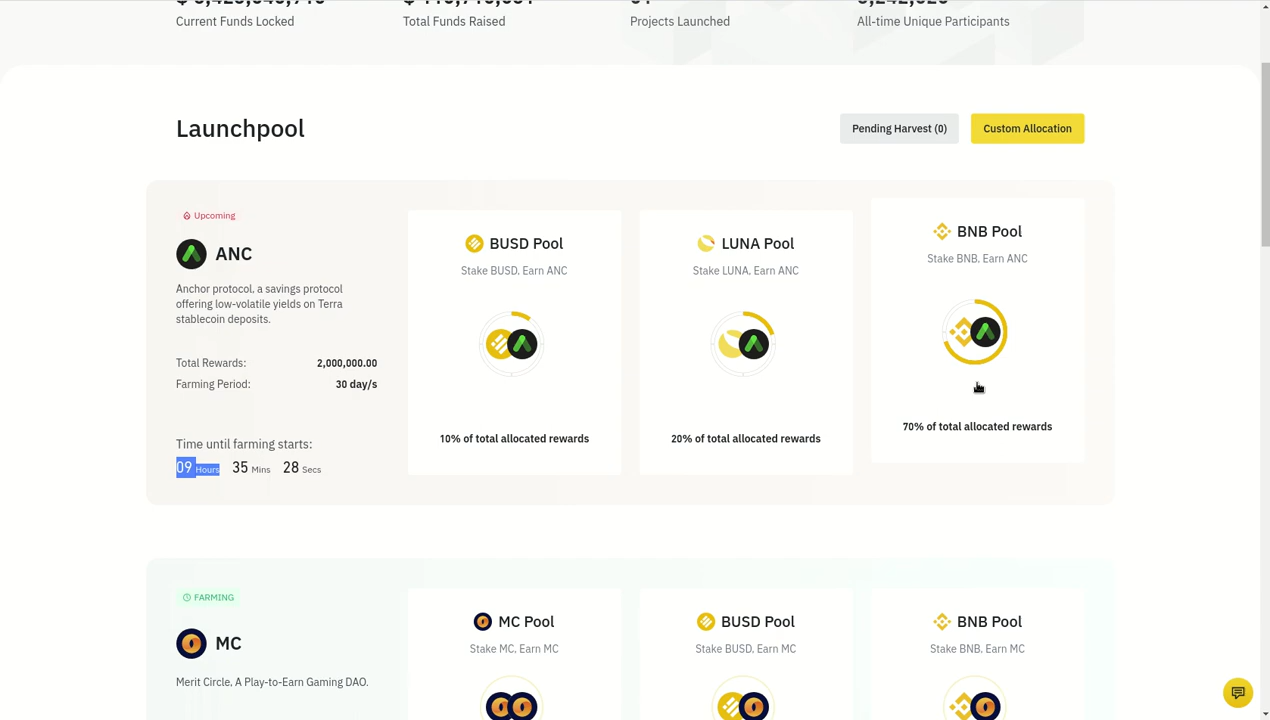 Current Funds Locked
Total Funds Raised
Projects Launched
All-time Unique Participants
Launchpool
Pending Harvest (0)
Custom Allocation
Upcoming
ANC
Anchor protocol, a savings protocol
offering low-volatile yields on Terra
stablecoin deposits.
Total Rewards: 2,000,000.00
Farming Period: 30 day/s
Time until farming starts:
09 Hours 35 Mins 28 Secs
BUSD Pool
Stake BUSD. Earn ANC
10% of total allocated rewards
LUNA Pool
Stake LUNA. Earn ANC
20% of total allocated rewards
BNB Pool
Stake BNB. Earn ANC
70% of total allocated rewards
FARMING
MC
Merit Circle, A Play-to-Earn Gaming DAO.
MC Pool
Stake MC. Earn MC
BUSD Pool
Stake BUSD. Earn MC
BNB Pool
Stake BNB. Earn MC